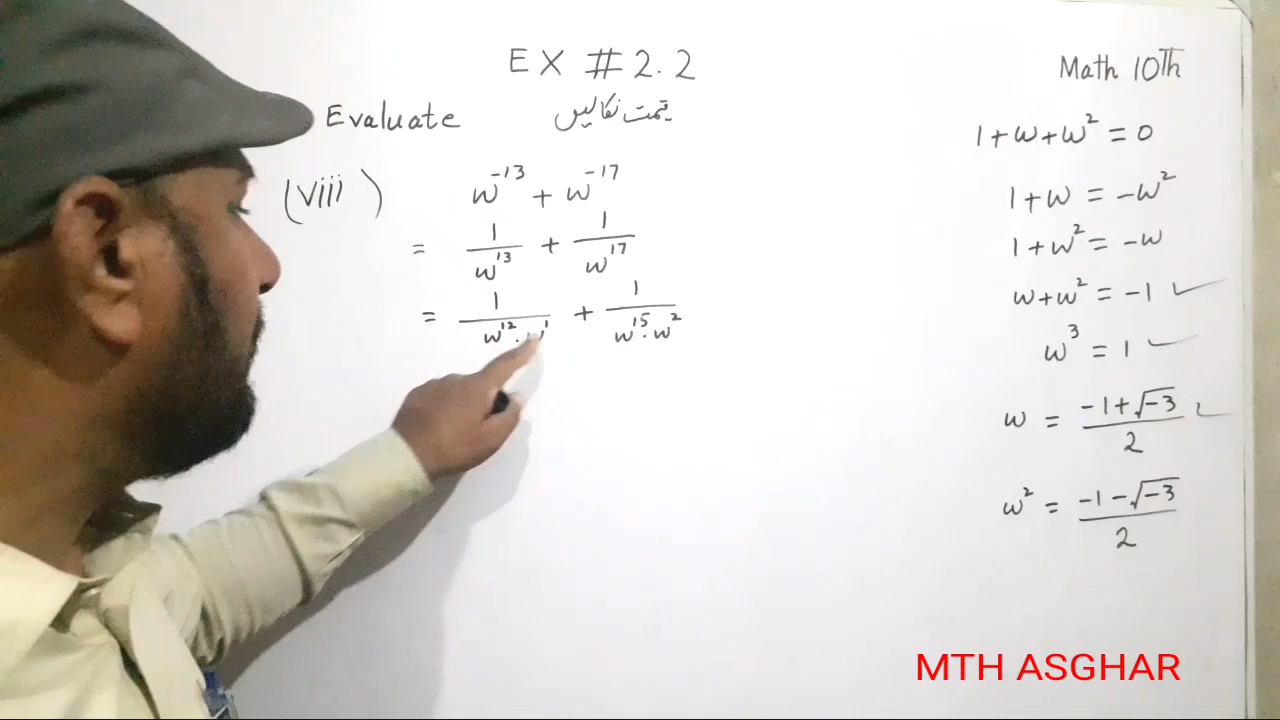 EX #2.2
Math 10Th
Evaluate قیمت نکالیں
(viii) ω⁻¹³ + ω⁻¹⁷
= 1/ω¹³ + 1/ω¹⁷
= 1/ω¹².ω¹ + 1/ω¹⁵.ω²
1+ω+ω² = 0
1+ω = -ω²
1+ω² = -ω
ω+ω² = -1 ✓
ω³ = 1 ✓
ω = -1+√-3/2 ✓
ω² = -1-√-3/2
MTH ASGHAR